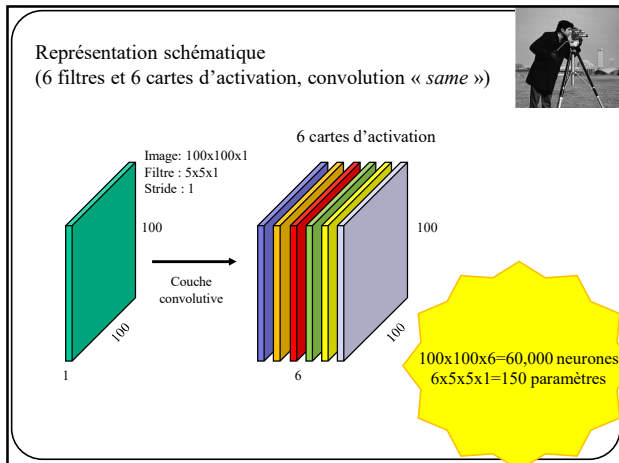 Représentation schématique
(6 filtres et 6 cartes d’activation, convolution « same »)
6 cartes d’activation
Image: 100x100x1
Filtre : 5x5x1
Stride : 1
100
100
1
Couche
convolutive
100
100
6
100x100x6=60,000 neurones
6x5x5x1=150 paramètres